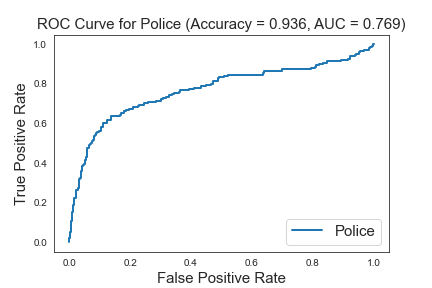 ROC Curve for Police (Accuracy = 0.936, AUC = 0.769)
True Positive Rate
1.0
0.8
0.6
0.4
0.2
0.0
Police
0.0 0.2 0.4 0.6 0.8 1.0
False Positive Rate